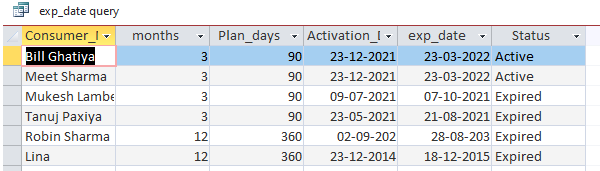 exp_date query
Consumer_I months Plan_days Activation_D exp_date Status
Bill Ghatiya 3 90 23-12-2021 23-03-2022 Active
Meet Sharma 3 90 23-12-2021 23-03-2022 Active
Mukesh Lambe 3 90 09-07-2021 07-10-2021 Expired
Tanuj Paxiya 3 90 23-05-2021 21-08-2021 Expired
Robin Sharma 12 360 02-09-202 28-08-203 Expired
Lina 12 360 23-12-2014 18-12-2015 Expired